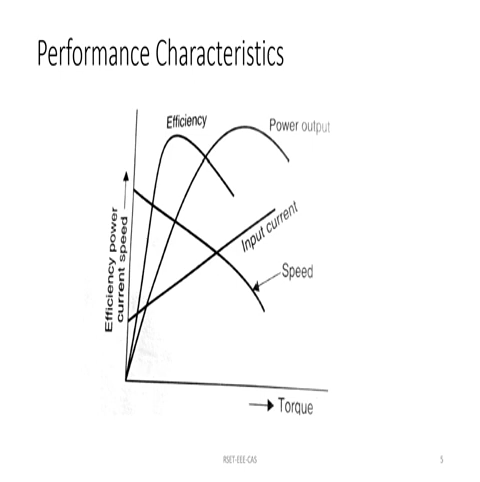 Performance Characteristics
Efficiency
Power output
Efficiency power
current speed
Input current
Speed
Torque
RSET-EEE-CAS
5